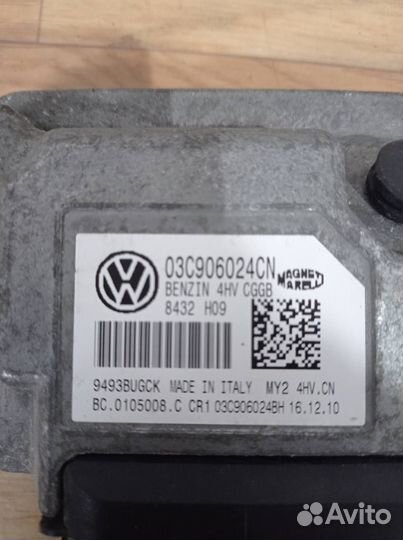 03C906024CN
BENZIN 4HV CGGB
8432 H09
MAGNETI MARELLI
9493BUGCK MADE IN ITALY MY2 4HV.CN
BC.0105008.C CR1 03C906024BH 16.12.10
Avito